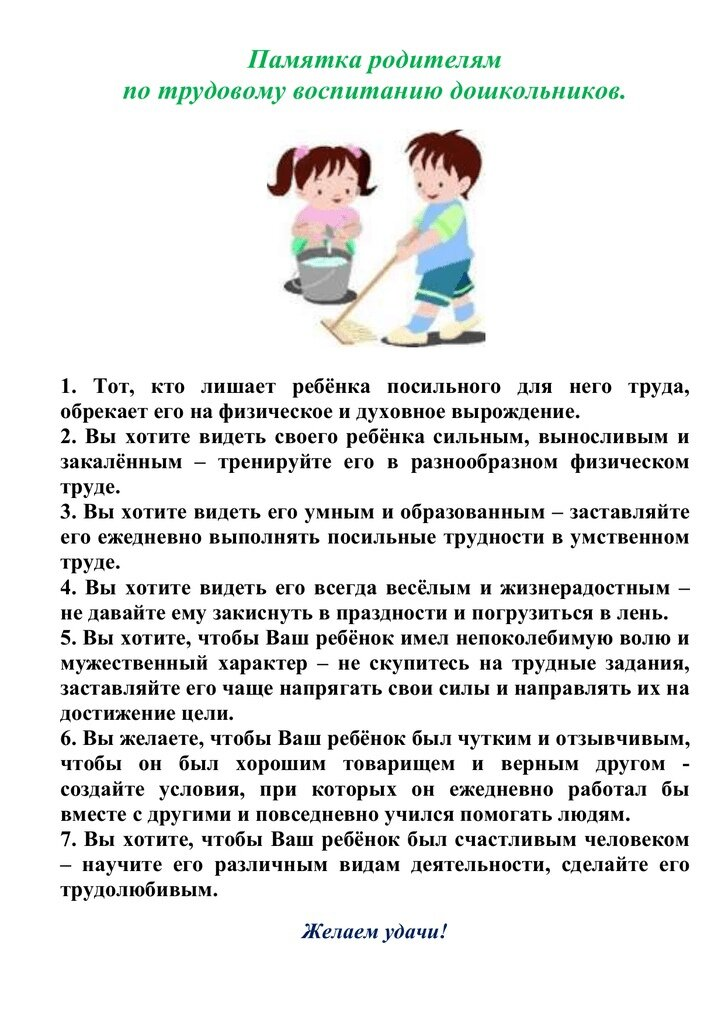 Памятка родителям
по трудовому воспитанию дошкольников.
1. Тот, кто лишает ребёнка посильного для него труда,
обрекает его на физическое и духовное вырождение.
2. Вы хотите видеть своего ребёнка сильным, выносливым и
закалённым – тренируйте его в разнообразном физическом
труде.
3. Вы хотите видеть его умным и образованным – заставляйте
его ежедневно выполнять посильные трудности в умственном
труде.
4. Вы хотите видеть его всегда весёлым и жизнерадостным –
не давайте ему закиснуть в праздности и погрузиться в лень.
5. Вы хотите, чтобы Ваш ребёнок имел непоколебимую волю и
мужественный характер – не скупитесь на трудные задания,
заставляйте его чаще напрягать свои силы и направлять их на
достижение цели.
6. Вы желаете, чтобы Ваш ребёнок был чутким и отзывчивым,
чтобы он был хорошим товарищем и верным другом -
создайте условия, при которых он ежедневно работал бы
вместе с другими и повседневно учился помогать людям.
7. Вы хотите, чтобы Ваш ребёнок был счастливым человеком
– научите его различным видам деятельности, сделайте его
трудолюбивым.
Желаем удачи!